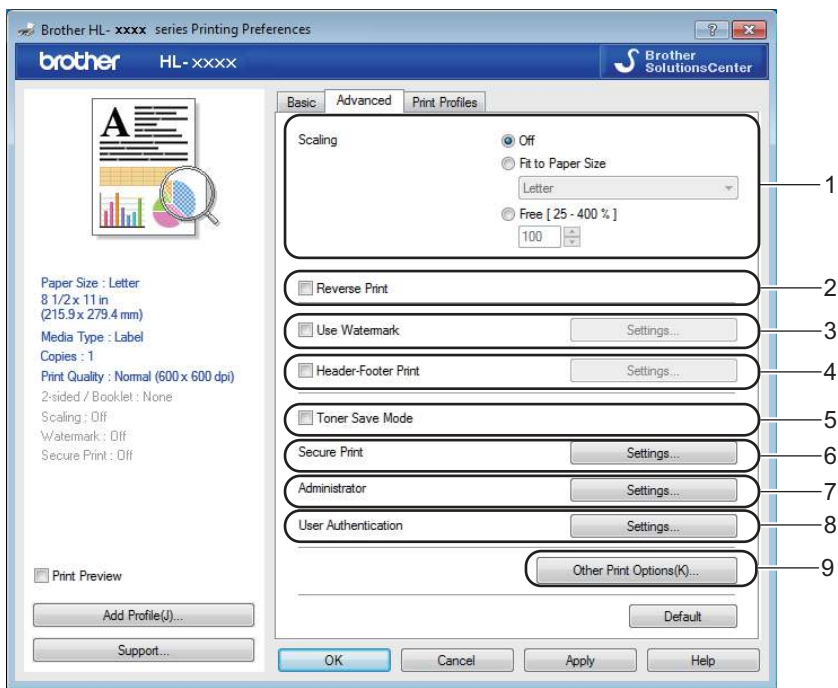 Brother HL- xxxx series Printing Preferences
brother HL-xxxx
Brother
SolutionsCenter
A
Paper Size : Letter
8 1/2 x 11 in
(215.9 x 279.4 mm)
Media Type : Label
Copies : 1
Print Quality : Normal (600 x 600 dpi)
2-sided / Booklet : None
Scaling : Off
Watermark : Off
Secure Print : Off
Print Preview
Add Profile(J)...
Support...
Basic Advanced Print Profiles
Scaling
Off
Fit to Paper Size
Letter
Free [ 25 - 400 % ]
100
1
Reverse Print
2
Use Watermark Settings...
3
Header-Footer Print Settings...
4
Toner Save Mode
5
Secure Print Settings...
6
Administrator Settings...
7
User Authentication Settings...
8
Other Print Options(K)...
9
Default
OK Cancel Apply Help